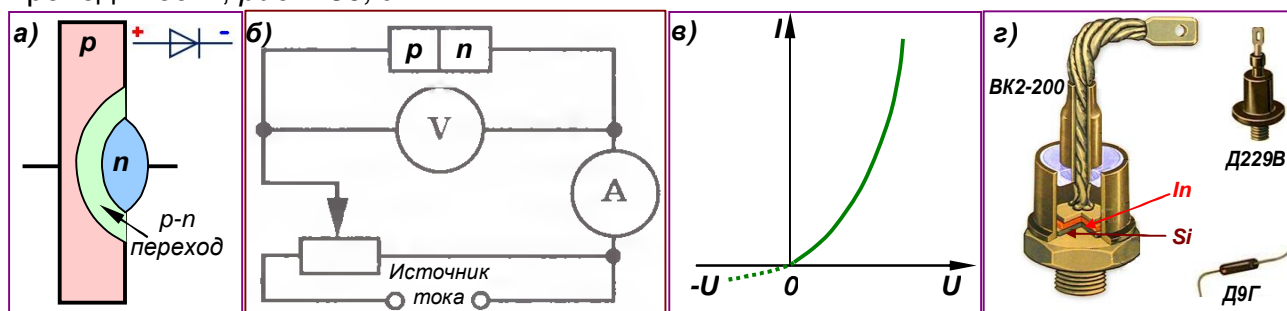 а)
+
-
p
n
p-n
переход
б)
p
n
V
A
Источник
тока
в)
I
-U
0
U
г)
ВК2-200
Д229В
In
Si
Д9Г